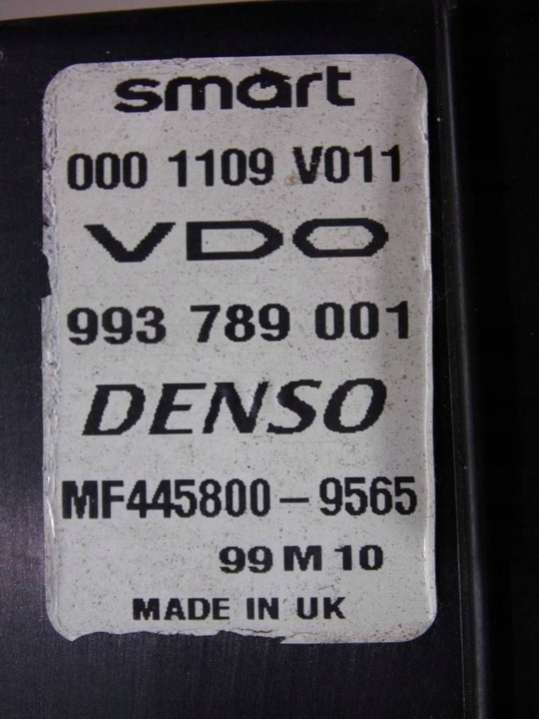 smart
000 1109 V011
VDO
993 789 001
DENSO
MF445800-9565
99 M 10
MADE IN UK